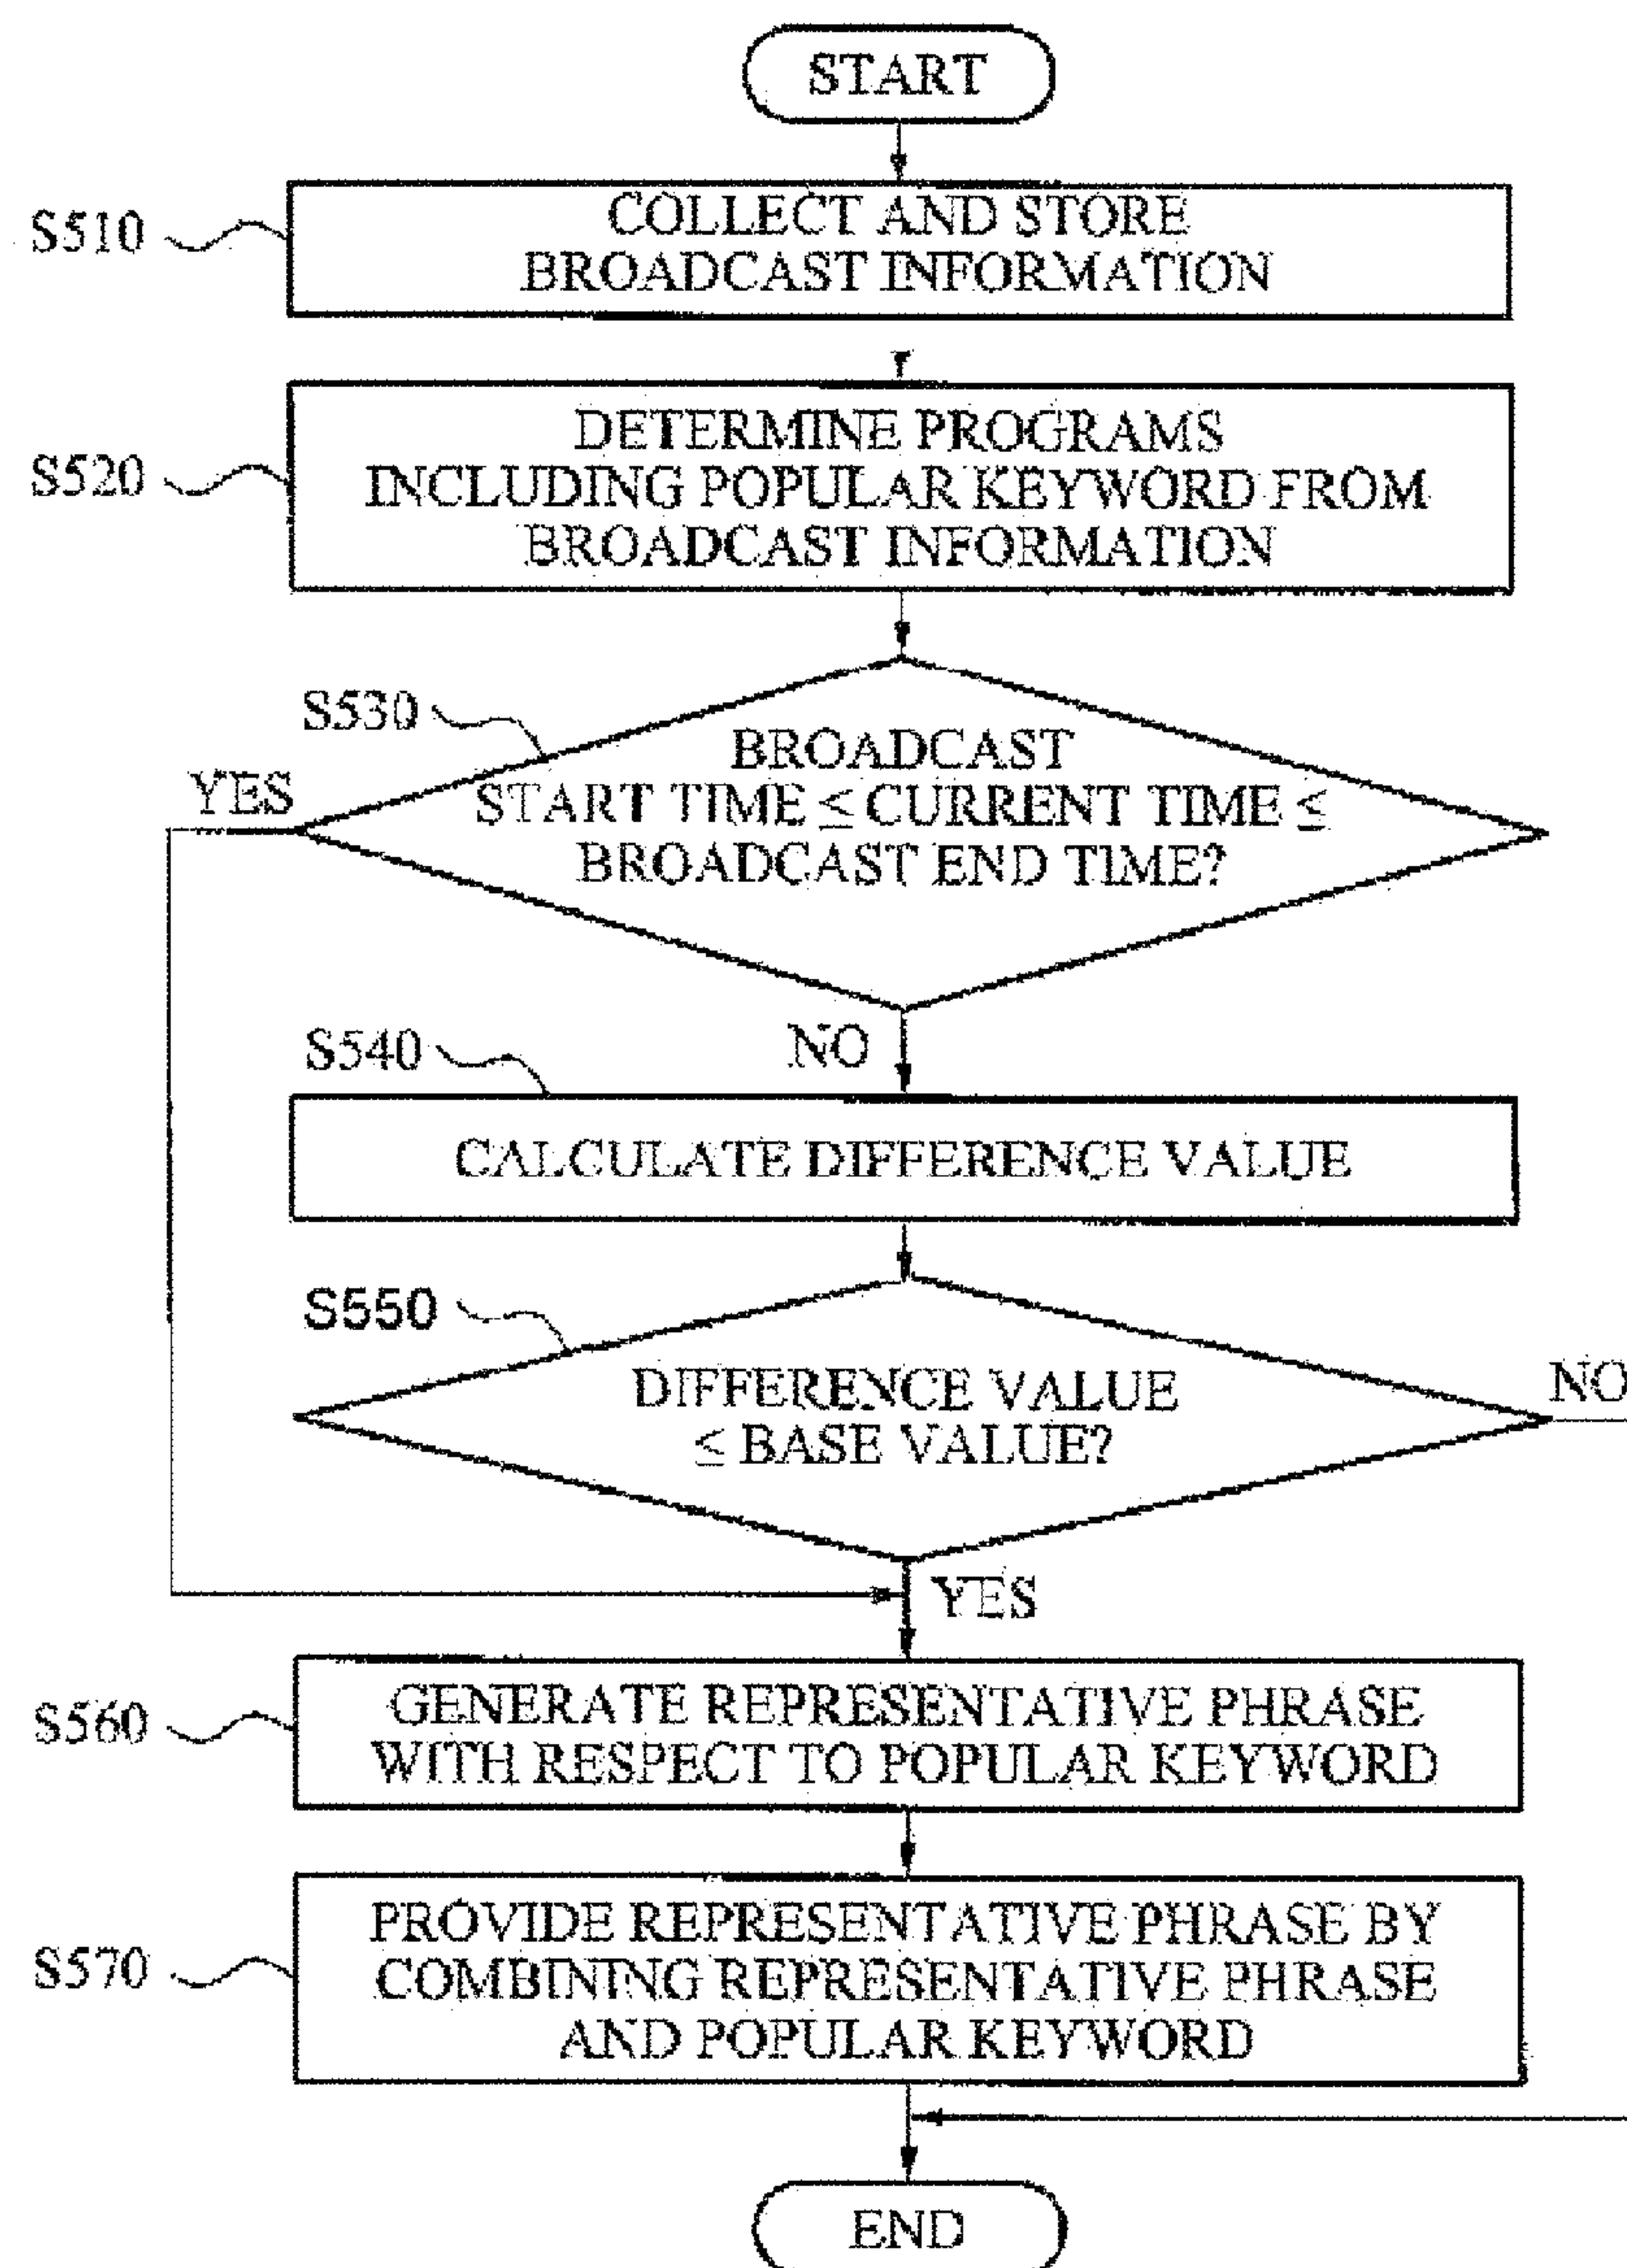 START
S510
COLLECT AND STORE
BROADCAST INFORMATION
S520
DETERMINE PROGRAMS
INCLUDING POPULAR KEYWORD FROM
BROADCAST INFORMATION
S530
YES
BROADCAST
START TIME ≤ CURRENT TIME ≤
BROADCAST END TIME?
NO
S540
CALCULATE DIFFERENCE VALUE
S550
DIFFERENCE VALUE
≤ BASE VALUE?
NO
YES
S560
GENERATE REPRESENTATIVE PHRASE
WITH RESPECT TO POPULAR KEYWORD
S570
PROVIDE REPRESENTATIVE PHRASE BY
COMBINING REPRESENTATIVE PHRASE
AND POPULAR KEYWORD
END